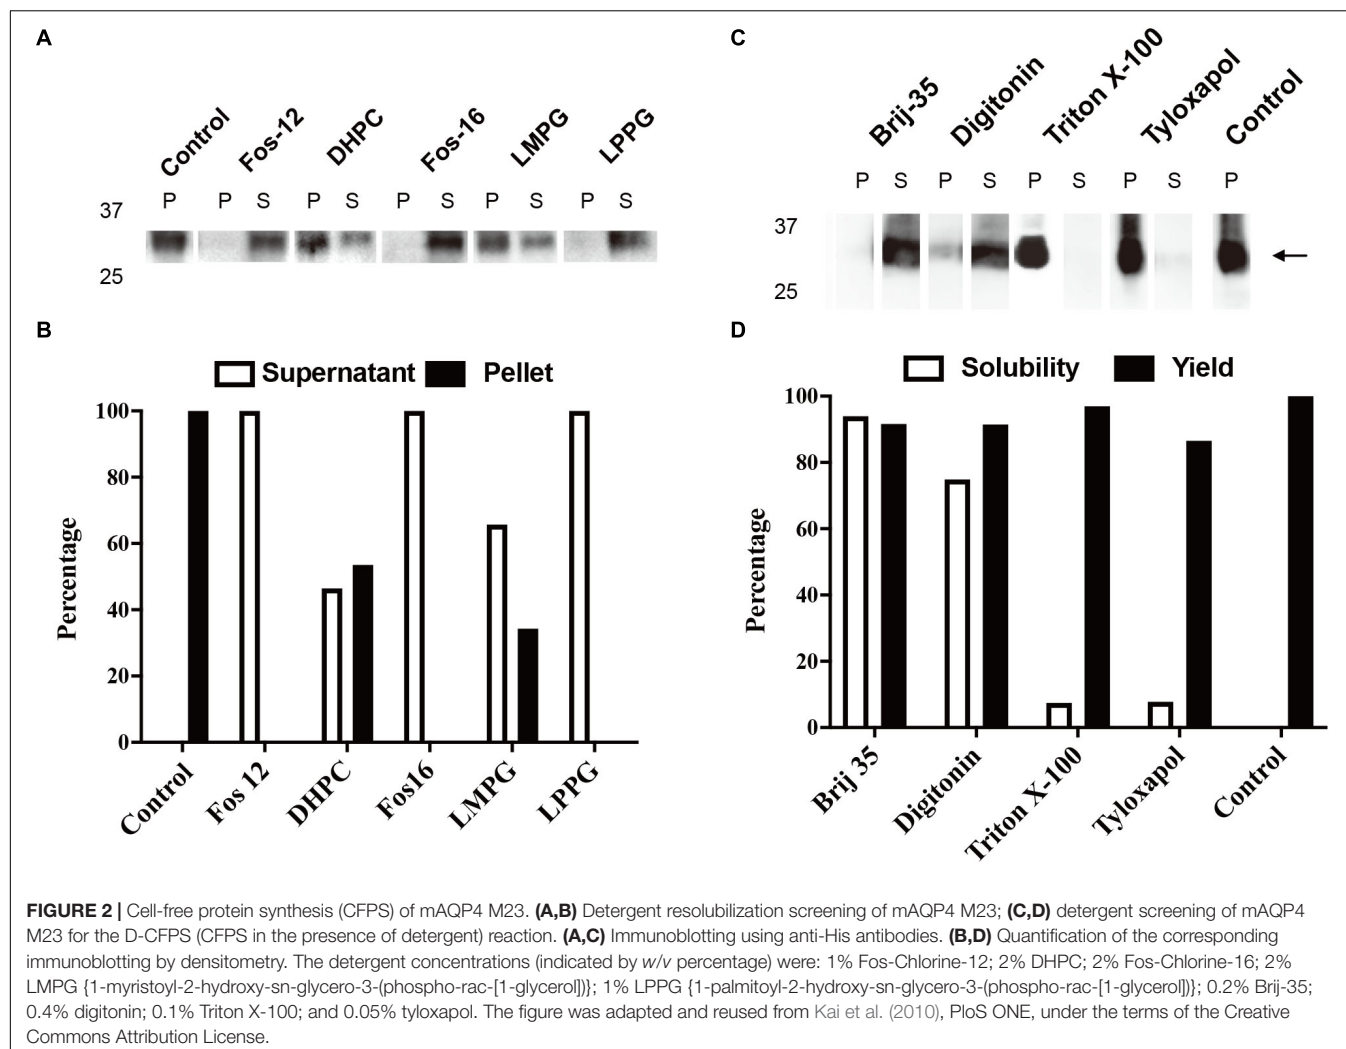 A
Control Fos-12 DHPC Fos-16 LMPG LPPG
P P S P S P S P S P S
37
25
B
Supernatant Pellet
Percentage
100
80
60
40
20
0
Control Fos 12 DHPC Fos16 LMPG LPPG
C
Brij-35 Digitonin Triton X-100 Tyloxapol Control
P S P S P S P S P
37
25
D
Solubility Yield
Percentage
100
80
60
40
20
0
Brij 35 Digitonin Triton X-100 Tyloxapol Control
FIGURE 2 | Cell-free protein synthesis (CFPS) of mAQP4 M23. (A,B) Detergent resolubilization screening of mAQP4 M23; (C,D) detergent screening of mAQP4
M23 for the D-CFPS (CFPS in the presence of detergent) reaction. (A,C) Immunoblotting using anti-His antibodies. (B,D) Quantification of the corresponding
immunoblotting by densitometry. The detergent concentrations (indicated by w/v percentage) were: 1% Fos-Chlorine-12; 2% DHPC; 2% Fos-Chlorine-16; 2%
LMPG {1-myristoyl-2-hydroxy-sn-glycero-3-(phospho-rac-[1-glycerol])}; 1% LPPG {1-palmitoyl-2-hydroxy-sn-glycero-3-(phospho-rac-[1-glycerol])}; 0.2% Brij-35;
0.4% digitonin; 0.1% Triton X-100; and 0.05% tyloxapol. The figure was adapted and reused from Kai et al. (2010), PloS ONE, under the terms of the Creative
Commons Attribution License.